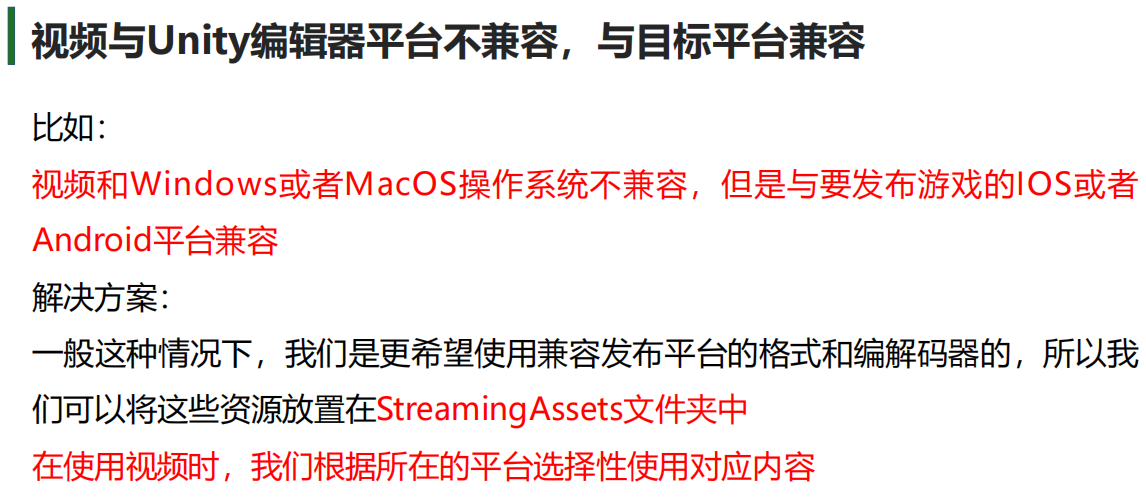 视频与Unity编辑器平台不兼容，与目标平台兼容
比如：
视频和Windows或者MacOS操作系统不兼容，但是与要发布游戏的IOS或者
Android平台兼容
解决方案：
一般这种情况下，我们是更希望使用兼容发布平台的格式和编解码器的，所以我
们可以将这些资源放置在StreamingAssets文件夹中
在使用视频时，我们根据所在的平台选择性使用对应内容